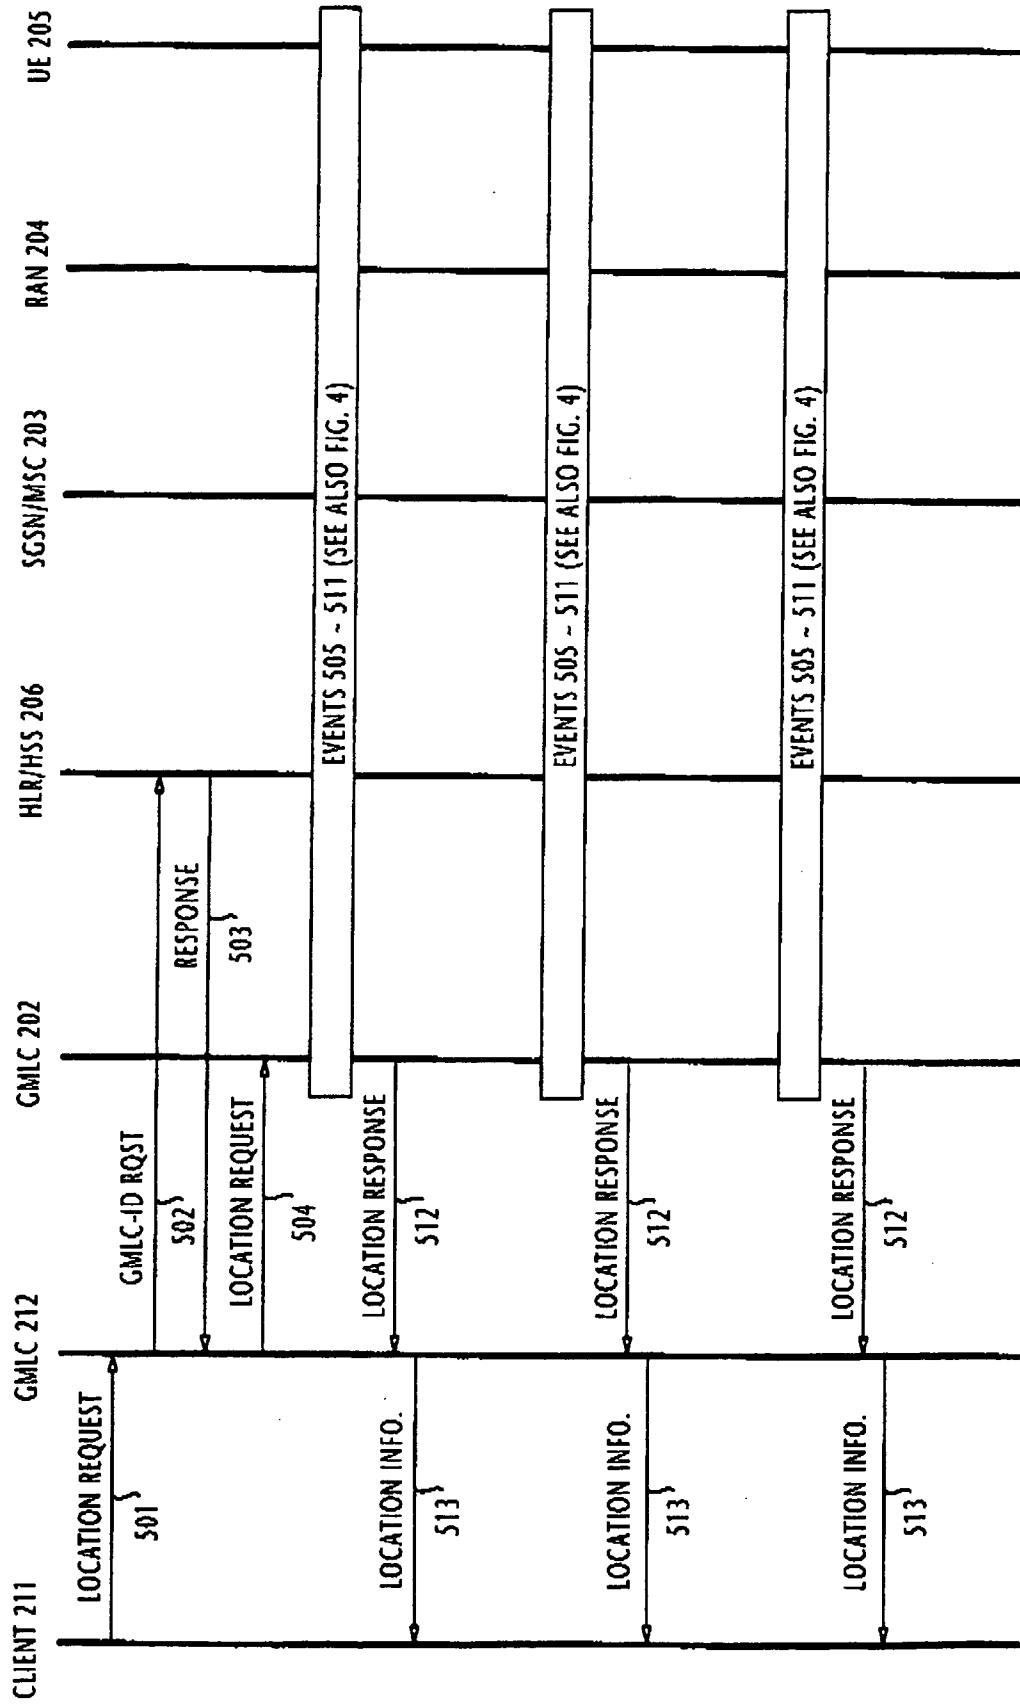 CLIENT 211
GMLC 212
GMLC 202
HLR/HSS 206
SGSN/MSC 203
RAN 204
UE 205
LOCATION REQUEST
501
GMLC-ID RQST
502
RESPONSE
503
LOCATION REQUEST
504
EVENTS 505 ~ 511 (SEE ALSO FIG. 4)
LOCATION RESPONSE
512
LOCATION INFO.
513
EVENTS 505 ~ 511 (SEE ALSO FIG. 4)
LOCATION RESPONSE
512
LOCATION INFO.
513
EVENTS 505 ~ 511 (SEE ALSO FIG. 4)
LOCATION RESPONSE
512
LOCATION INFO.
513